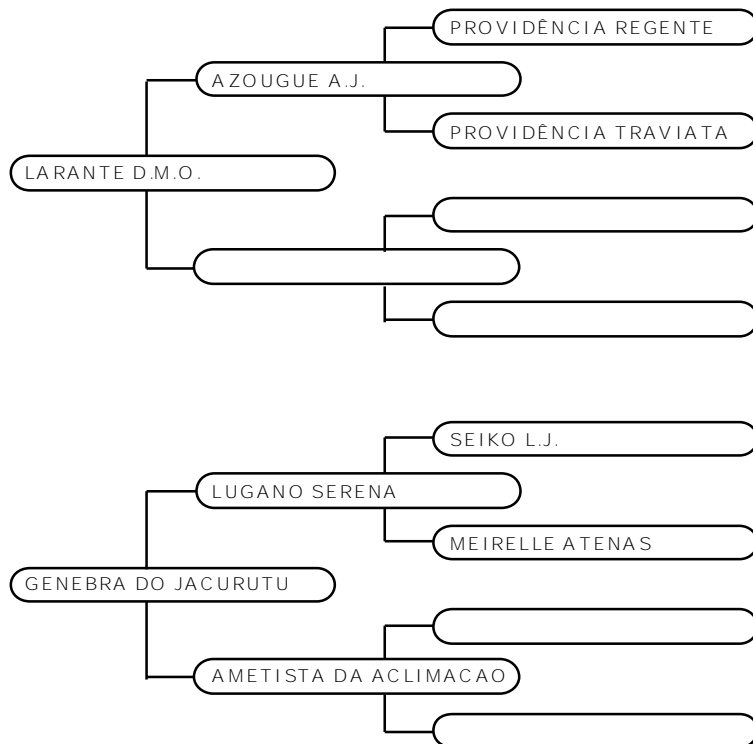 PROVIDÊNCIA REGENTE
AZOUGUE A.J.
PROVIDÊNCIA TRAVIATA
LARANTE D.M.O.
SEIKO L.J.
LUGANO SERENA
MEIRELLE ATENAS
GENEBRA DO JACURUTU
AMETISTA DA ACLIMACAO